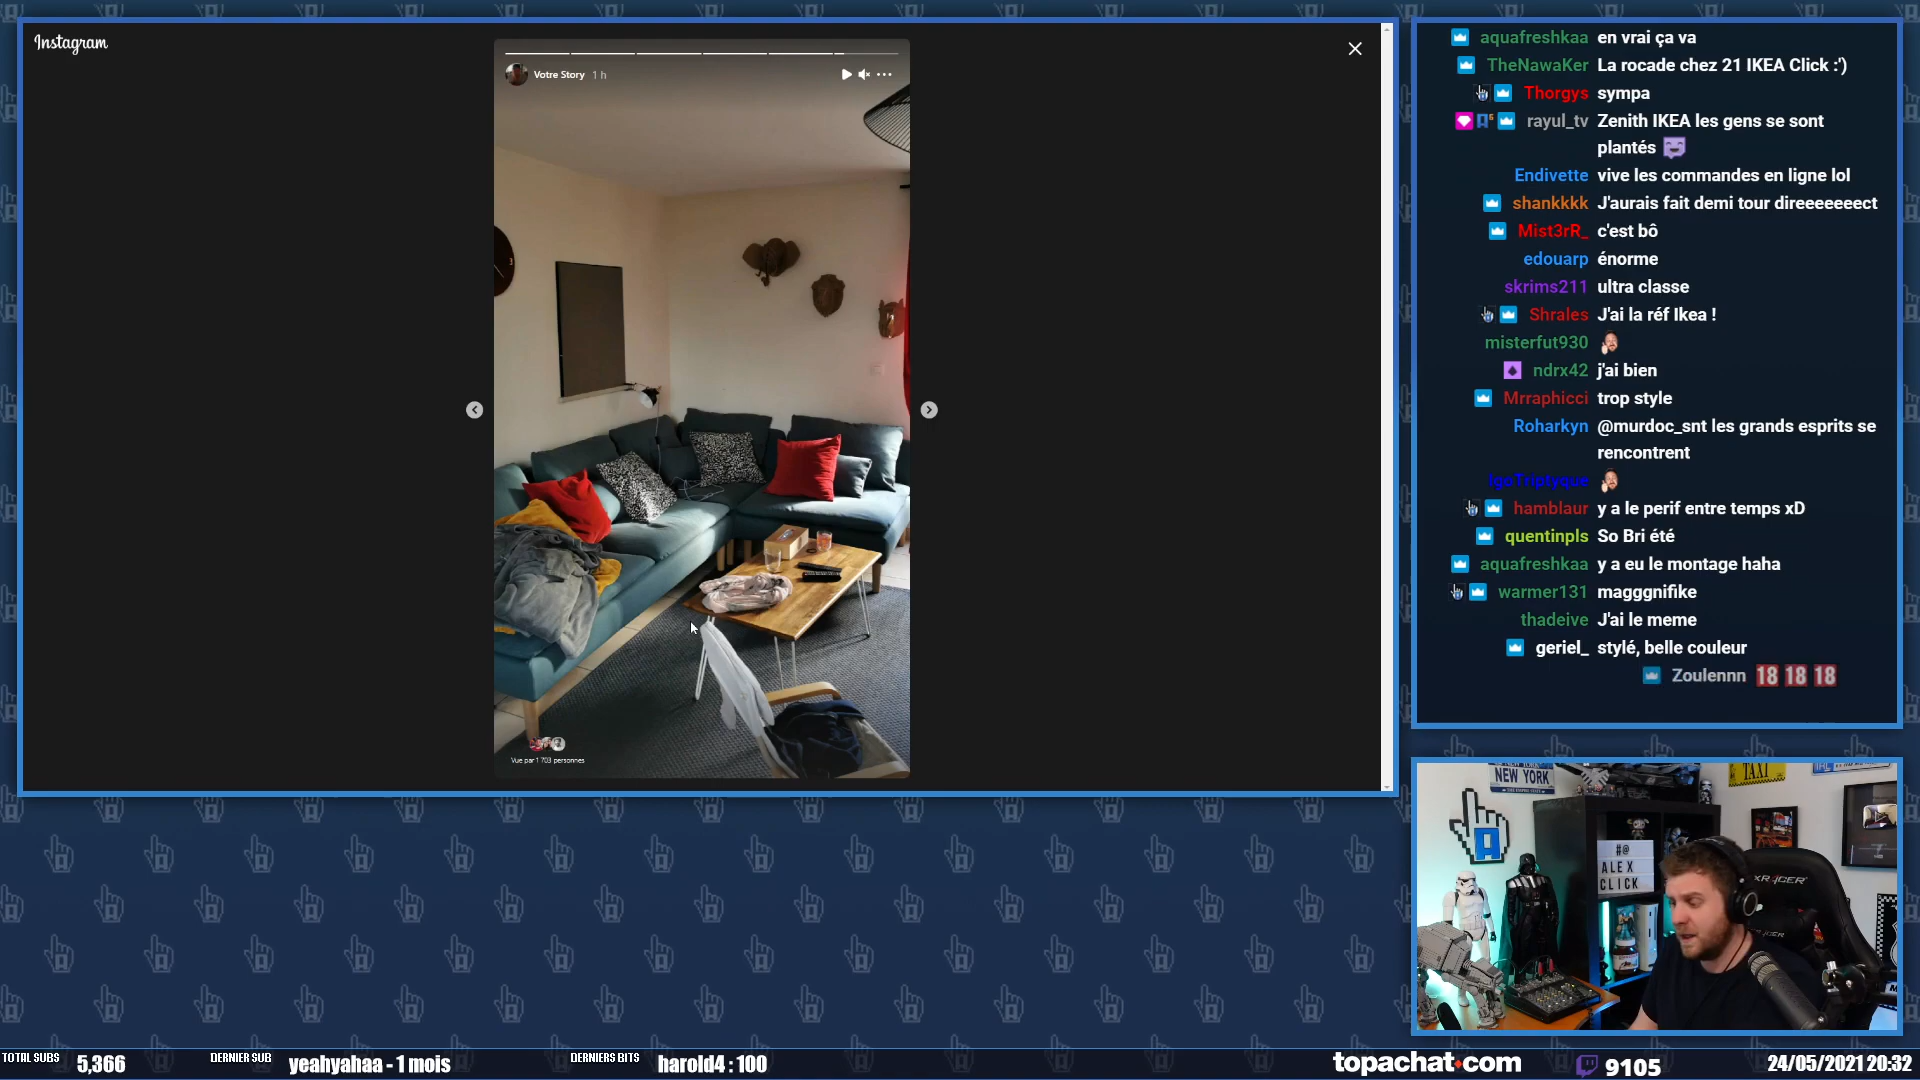 Instagram
Votre Story 1 h
Vue par 1 703 personnes
aquafreshkaa en vrai ça va
TheNawaKer La rocade chez 21 IKEA Click :')
Thorgys sympa
rayul_tv Zenith IKEA les gens se sont
plantés
Endivette vive les commandes en ligne lol
shankkkk J'aurais fait demi tour direeeeeeect
Mist3rR_ c'est bô
edouarp énorme
skrims211 ultra classe
Shrales J'ai la réf Ikea !
misterfut930
ndrx42 j'ai bien
Mrraphicci trop style
Roharkyn @murdoc_snt les grands esprits se
rencontrent
IgoTriptyque
hamblaur y a le perif entre temps xD
quentinpls So Bri été
aquafreshkaa y a eu le montage haha
warmer131 magggnifike
thadeive J'ai le meme
geriel_ stylé, belle couleur
Zoulennn 18 18 18
NEW YORK
TAXI
#@
ALEX
CLICK
TOTAL SUBS 5,366
DERNIER SUB yeahyahaa - 1 mois
DERNIERS BITS harold4 : 100
topachat.com
9105
24/05/2021 20:32